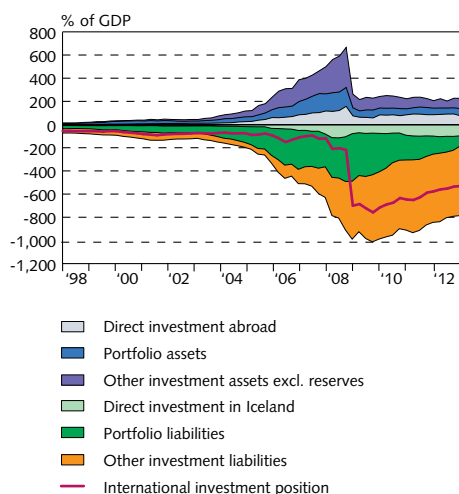 % of GDP
800
600
400
200
0
-200
-400
-600
-800
-1,000
-1,200
'98 '00 '02 '04 '06 '08 '10 '12
Direct investment abroad
Portfolio assets
Other investment assets excl. reserves
Direct investment in Iceland
Portfolio liabilities
Other investment liabilities
International investment position